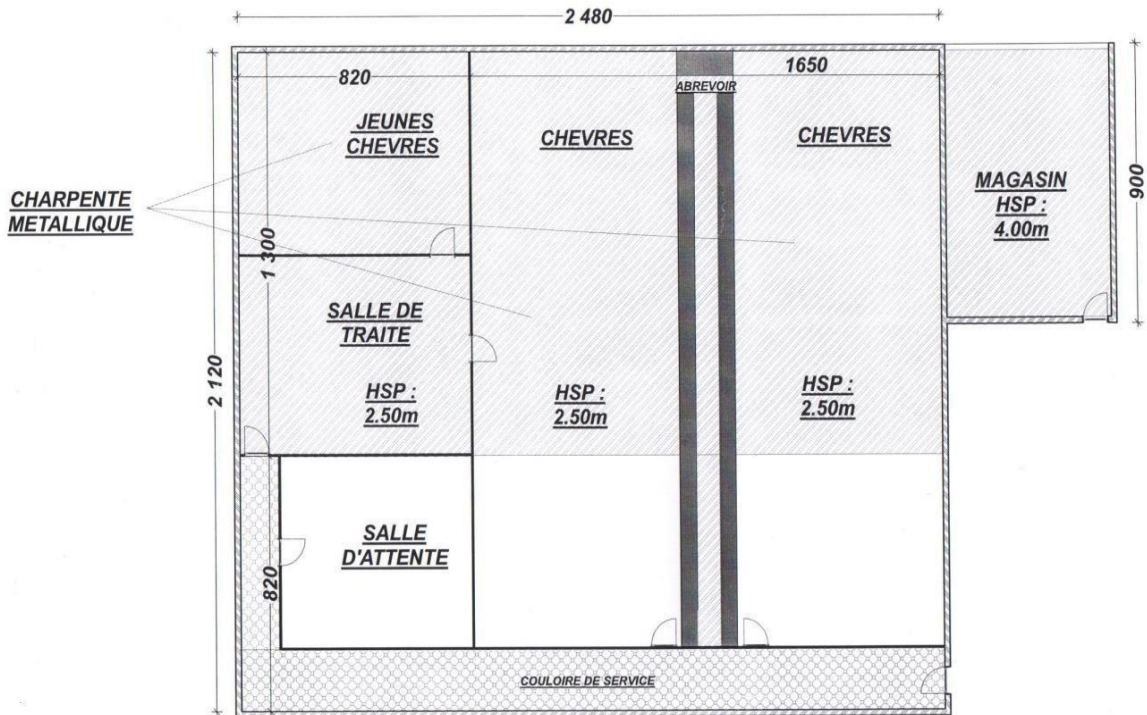 2 480
820
1650
ABREVOIR
JEUNES
CHEVRES
CHEVRES
CHEVRES
MAGASIN
HSP :
4.00m
900
CHARPENTE
METALLIQUE
1 300
2 120
SALLE DE
TRAITE
HSP :
2.50m
HSP :
2.50m
HSP :
2.50m
SALLE
D'ATTENTE
820
COULOIRE DE SERVICE